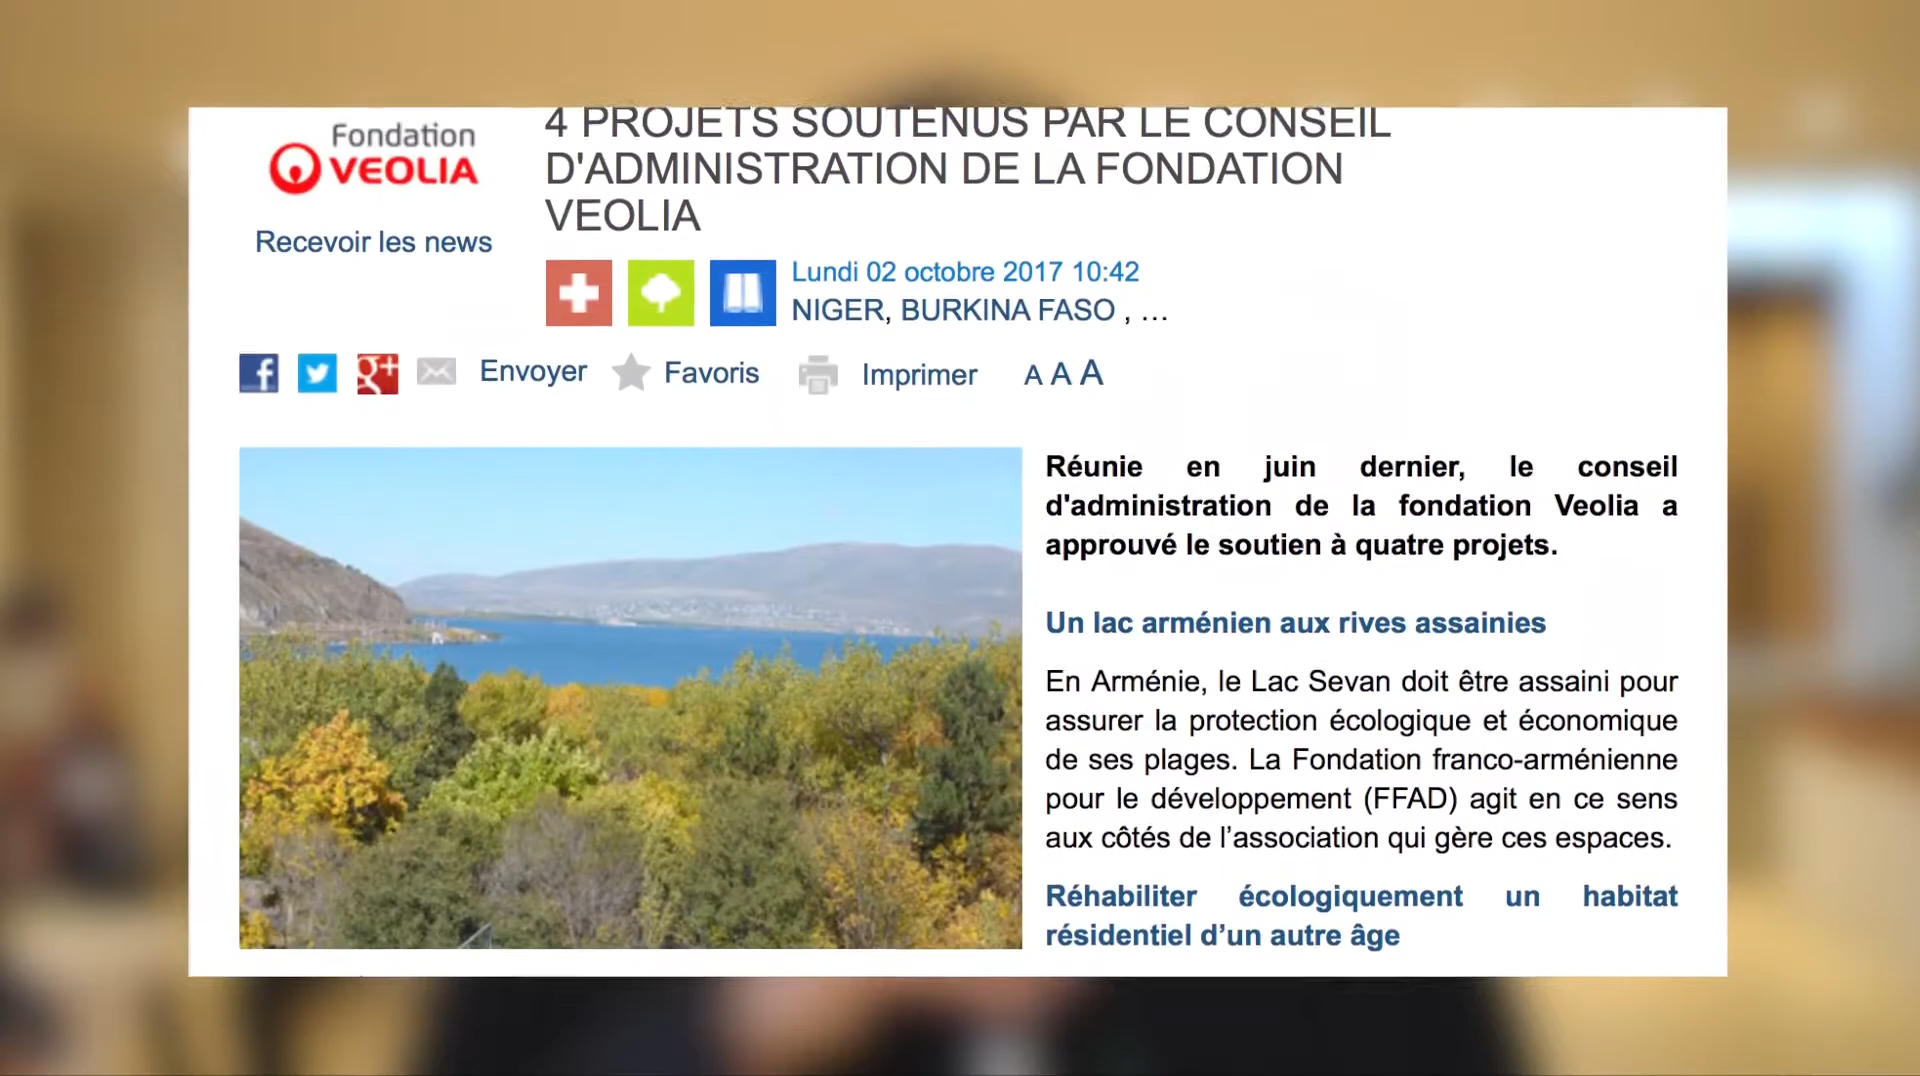 Fondation
VEOLIA
Recevoir les news
4 PROJETS SOUTENUS PAR LE CONSEIL
D'ADMINISTRATION DE LA FONDATION
VEOLIA
Lundi 02 octobre 2017 10:42
NIGER, BURKINA FASO , ...
f
g+
Envoyer
Favoris
Imprimer
A A A
Réunie en juin dernier, le conseil
d'administration de la fondation Veolia a
approuvé le soutien à quatre projets.
Un lac arménien aux rives assainies
En Arménie, le Lac Sevan doit être assaini pour
assurer la protection écologique et économique
de ses plages. La Fondation franco-arménienne
pour le développement (FFAD) agit en ce sens
aux côtés de l’association qui gère ces espaces.
Réhabiliter écologiquement un habitat
résidentiel d’un autre âge